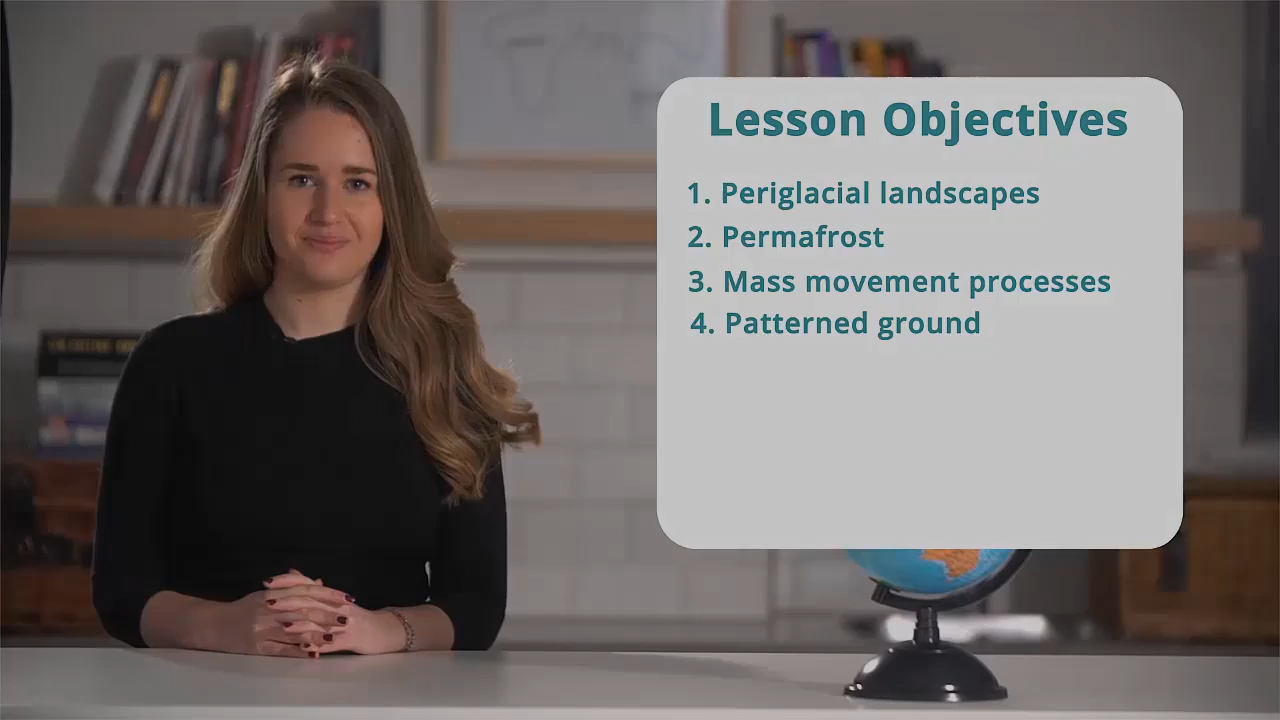 Lesson Objectives
1. Periglacial landscapes
2. Permafrost
3. Mass movement processes
4. Patterned ground